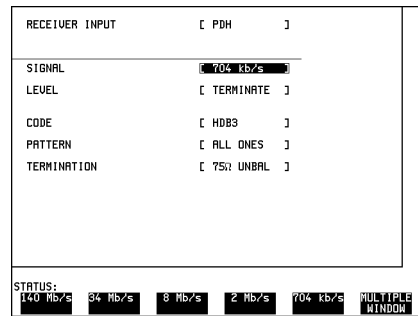 RECEIVER INPUT [ PDH ]
SIGNAL [ 704 kb/s ]
LEVEL [ TERMINATE ]
CODE [ HDB3 ]
PATTERN [ ALL ONES ]
TERMINATION [ 75Ω UNBAL ]
STATUS:
140 Mb/s 34 Mb/s 8 Mb/s 2 Mb/s 704 kb/s MULTIPLE
WINDOW